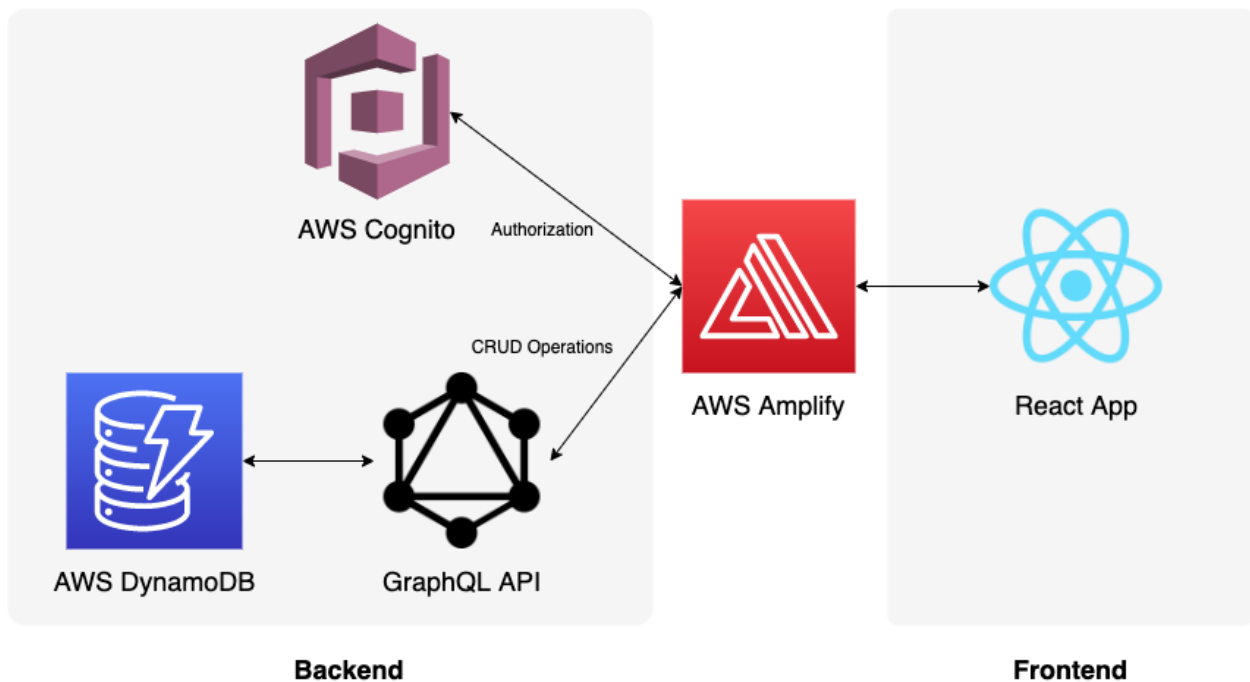 AWS Cognito
Authorization
CRUD Operations
AWS Amplify
React App
AWS DynamoDB
GraphQL API
Backend
Frontend